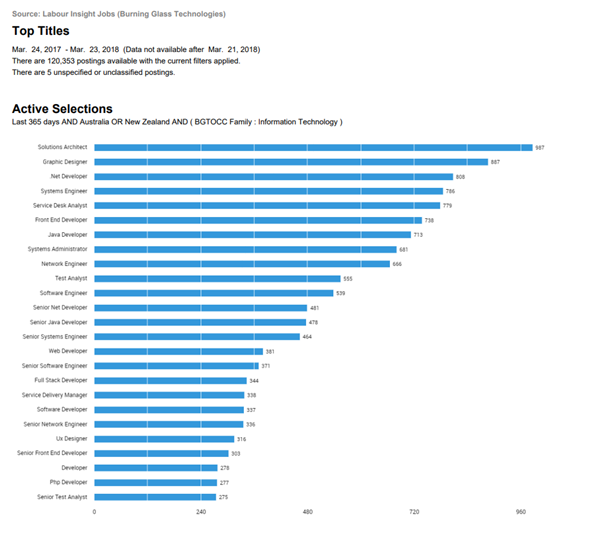 Source: Labour Insight Jobs (Burning Glass Technologies)
Top Titles
Mar. 24, 2017 - Mar. 23, 2018 (Data not available after Mar. 21, 2018)
There are 120,353 postings available with the current filters applied.
There are 5 unspecified or unclassified postings.
Active Selections
Last 365 days AND Australia OR New Zealand AND ( BGTOCC Family : Information Technology )
Solutions Architect 987
Graphic Designer 887
.Net Developer 808
Systems Engineer 786
Service Desk Analyst 779
Front End Developer 738
Java Developer 713
Systems Administrator 681
Network Engineer 666
Test Analyst 555
Software Engineer 539
Senior Net Developer 481
Senior Java Developer 478
Senior Systems Engineer 464
Web Developer 381
Senior Software Engineer 371
Full Stack Developer 344
Service Delivery Manager 338
Software Developer 337
Senior Network Engineer 336
Ux Designer 316
Senior Front End Developer 303
Developer 278
Php Developer 277
Senior Test Analyst 275
0 240 480 720 960